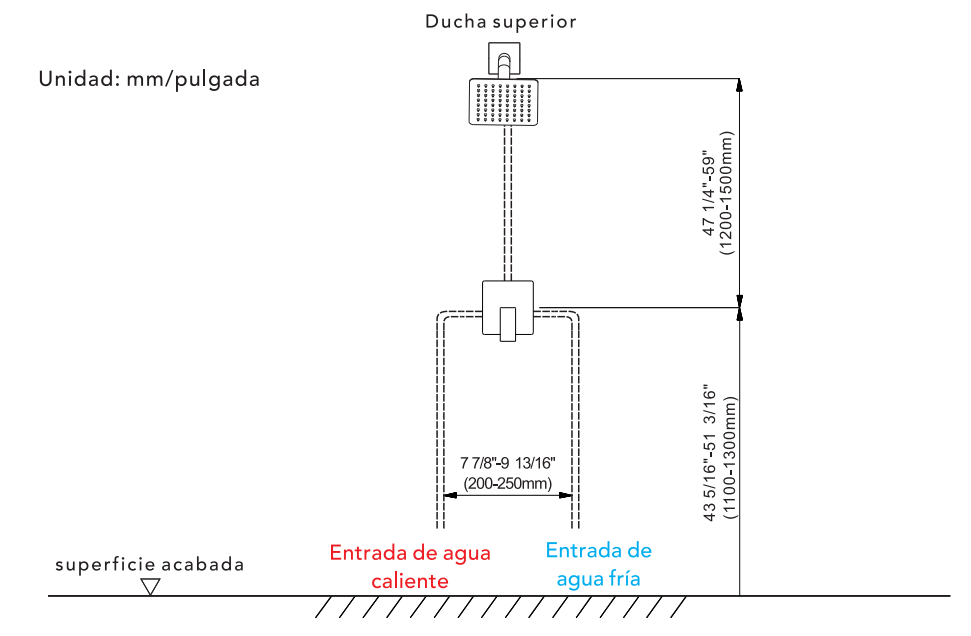 Ducha superior
Unidad: mm/pulgada
47 1/4"-59"
(1200-1500mm)
43 5/16"-51 3/16"
(1100-1300mm)
7 7/8"-9 13/16"
(200-250mm)
Entrada de agua
caliente
Entrada de
agua fría
superficie acabada